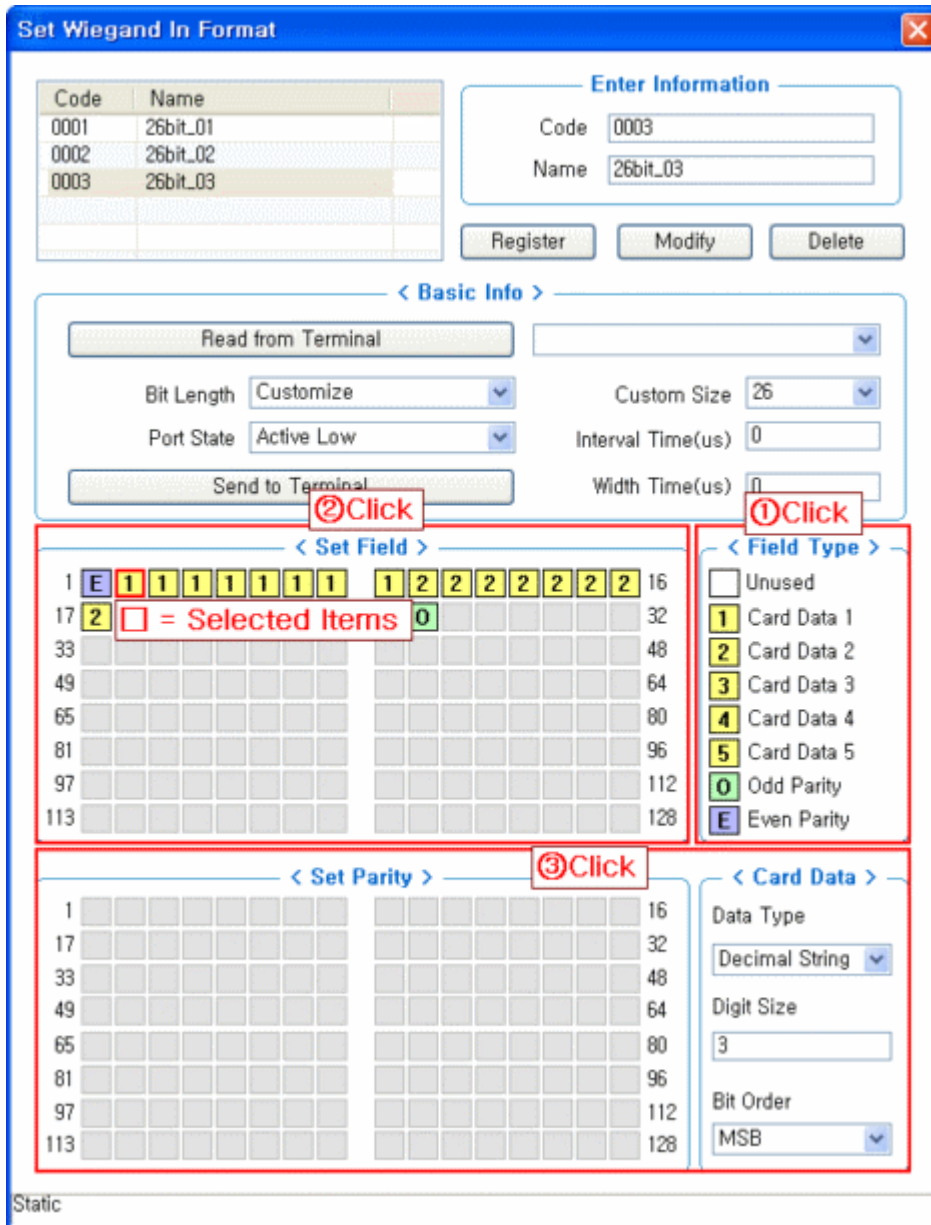 Set Wiegand In Format
Code Name
0001 26bit_01
0002 26bit_02
0003 26bit_03
Enter Information
Code 0003
Name 26bit_03
Register Modify Delete
< Basic Info >
Read from Terminal
Bit Length Customize Custom Size 26
Port State Active Low Interval Time(us) 0
Send to Terminal Width Time(us) 0
②Click ①Click
< Set Field >
1 E 1 1 1 1 1 1 1 1 2 2 2 2 2 2 2 16
17 2 □ = Selected Items O 32
33 48
49 64
65 80
81 96
97 112
113 128
< Field Type >
Unused
1 Card Data 1
2 Card Data 2
3 Card Data 3
4 Card Data 4
5 Card Data 5
O Odd Parity
E Even Parity
③Click
< Set Parity >
1 16
17 32
33 48
49 64
65 80
81 96
97 112
113 128
< Card Data >
Data Type
Decimal String
Digit Size
3
Bit Order
MSB
Static